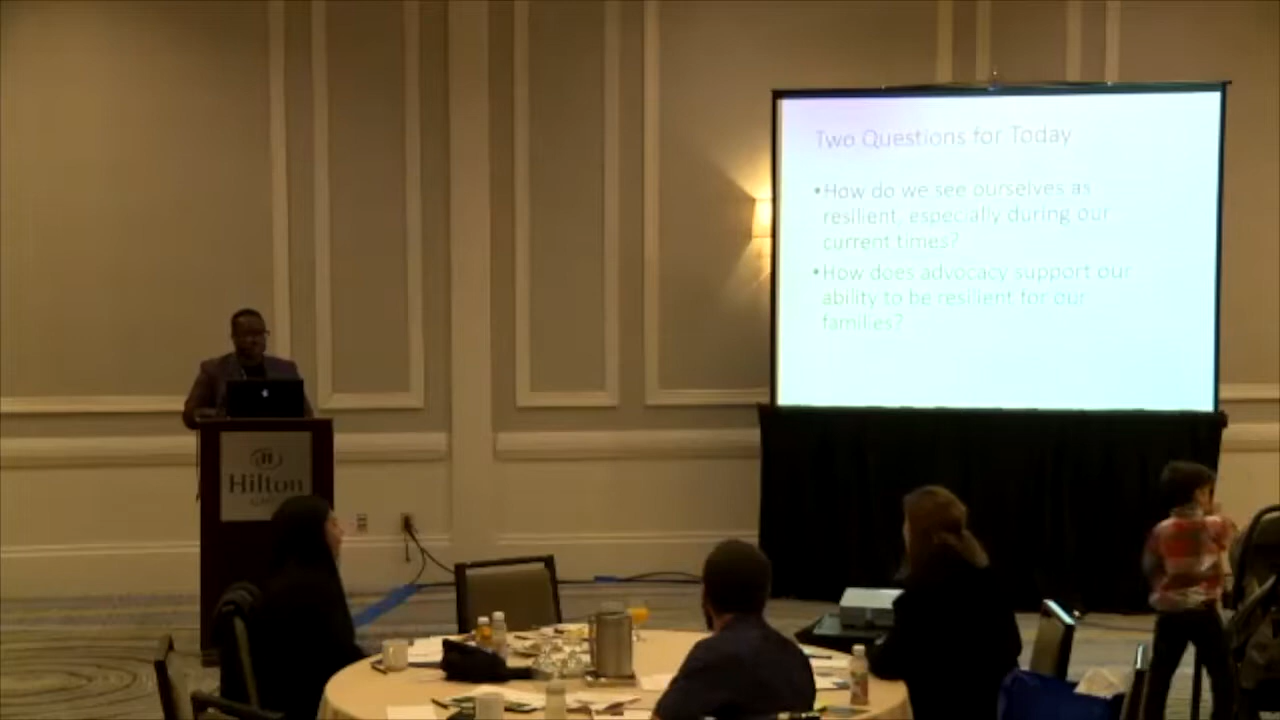 Two Questions for Today
•How do we see ourselves as
resilient, especially during our
current times?
•How does advocacy support our
ability to be resilient for our
families?
Hilton